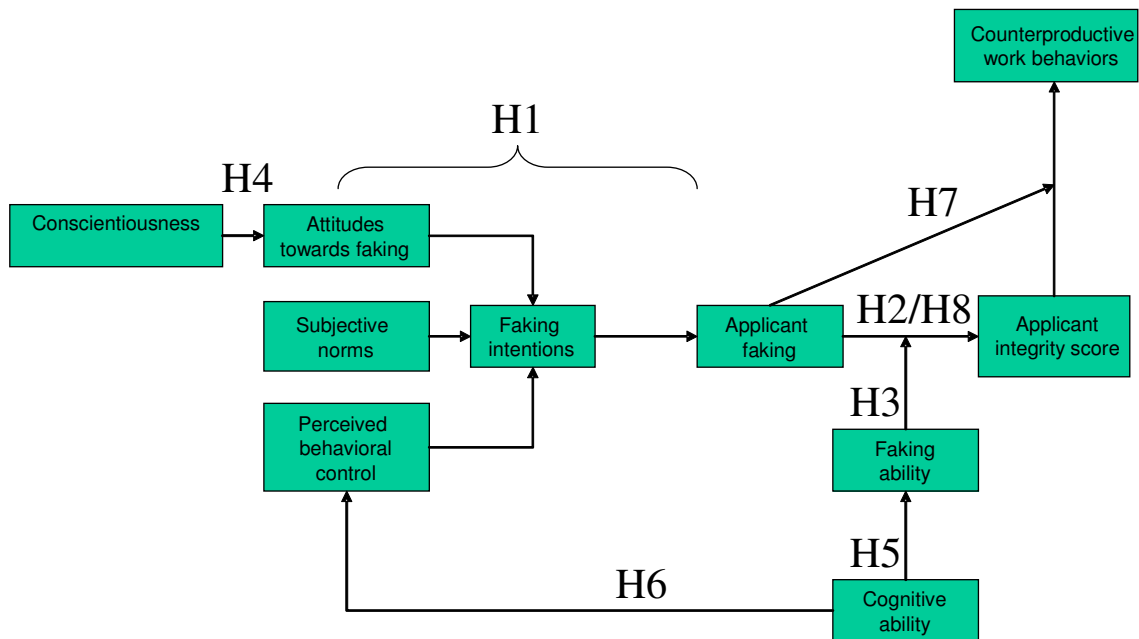 Counterproductive
work behaviors
H1
H4
H7
Conscientiousness
Attitudes
towards faking
H2/H8
Subjective
norms
Faking
intentions
Applicant
faking
Applicant
integrity score
H3
Perceived
behavioral
control
Faking
ability
H5
H6
Cognitive
ability